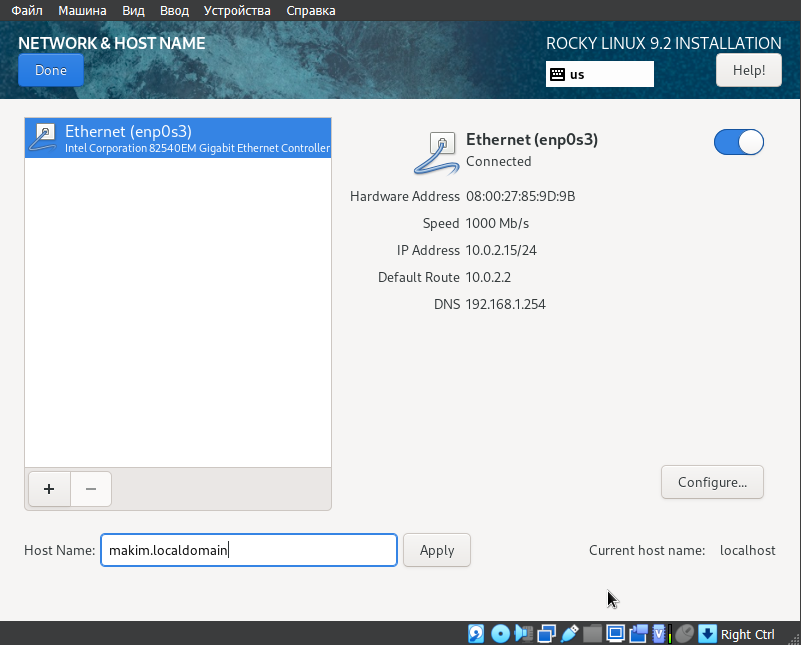 Файл Машина Вид Ввод Устройства Справка
NETWORK & HOST NAME
ROCKY LINUX 9.2 INSTALLATION
Done
us
Help!
Ethernet (enp0s3)
Intel Corporation 82540EM Gigabit Ethernet Controller
Ethernet (enp0s3)
Connected
Hardware Address 08:00:27:85:9D:9B
Speed 1000 Mb/s
IP Address 10.0.2.15/24
Default Route 10.0.2.2
DNS 192.168.1.254
+ −
Configure...
Host Name: makim.localdomain Apply Current host name: localhost
Right Ctrl